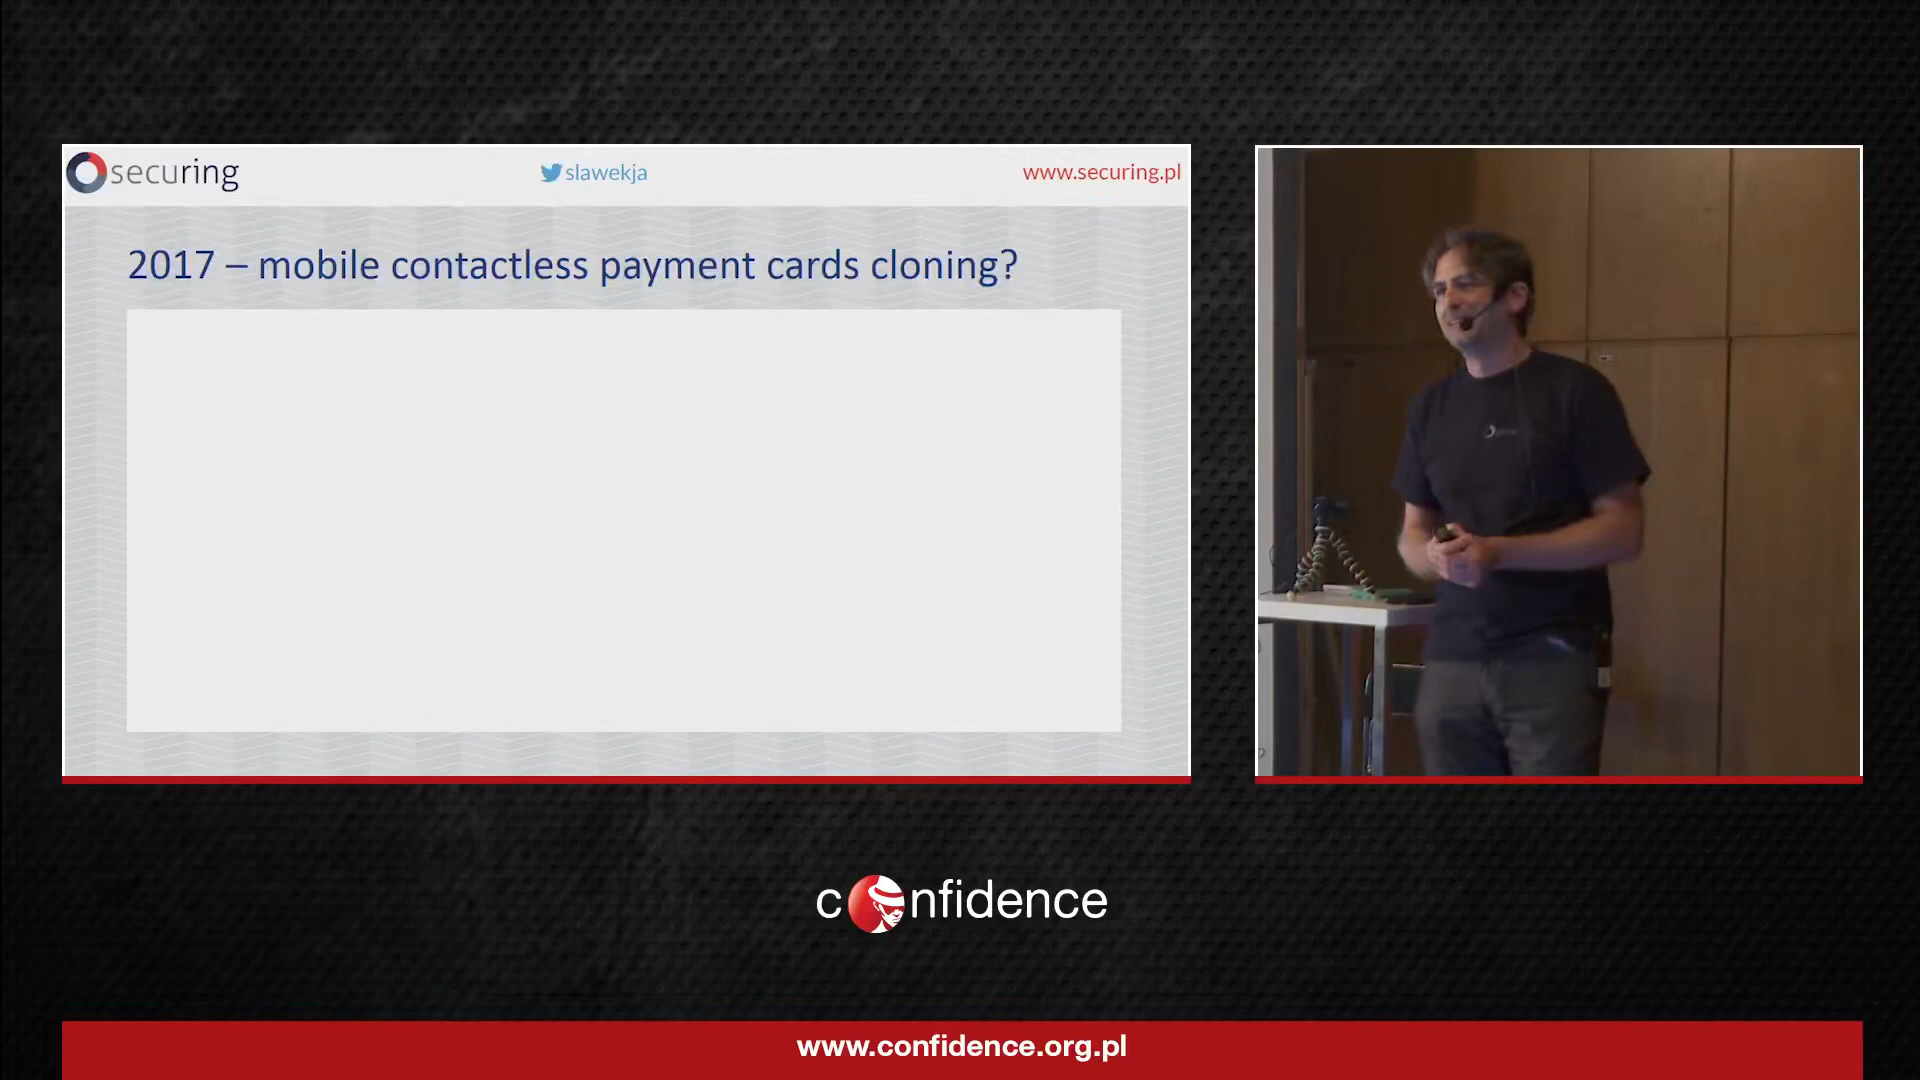 securing
slawekja
www.securing.pl
2017 – mobile contactless payment cards cloning?
confidence
www.confidence.org.pl